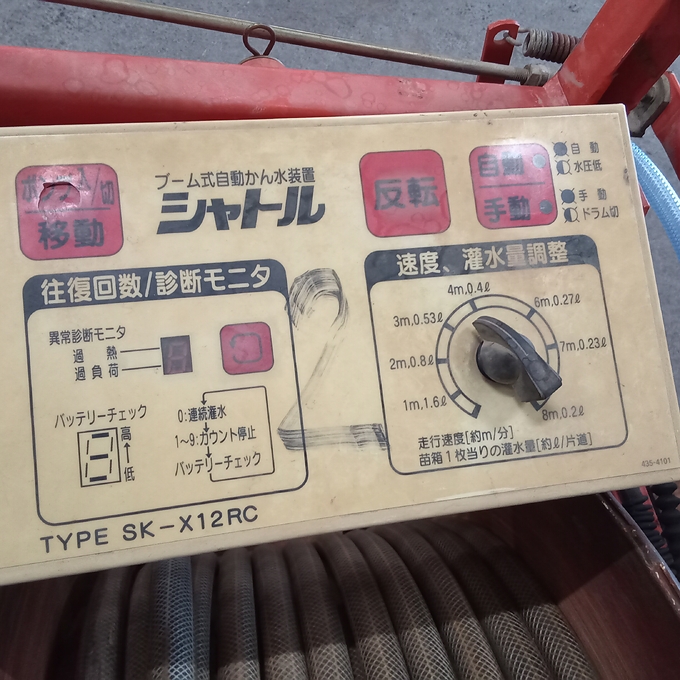 移動
ブーム式自動かん水装置
シャトル
反転
自動
手動
自動
水圧低
手動
ドラム切
往復回数/診断モニタ
異常診断モニタ
過熱
過負荷
バッテリーチェック
高
低
0:連続灌水
1~9:カウント停止
バッテリーチェック
2
速度、灌水量調整
4m,0.4ℓ
6m,0.27ℓ
3m,0.53ℓ
7m,0.23ℓ
2m,0.8ℓ
1m,1.6ℓ
8m,0.2ℓ
走行速度[約m/分]
苗箱1枚当りの灌水量[約ℓ/片道]
435-4101
TYPE SK-X12RC